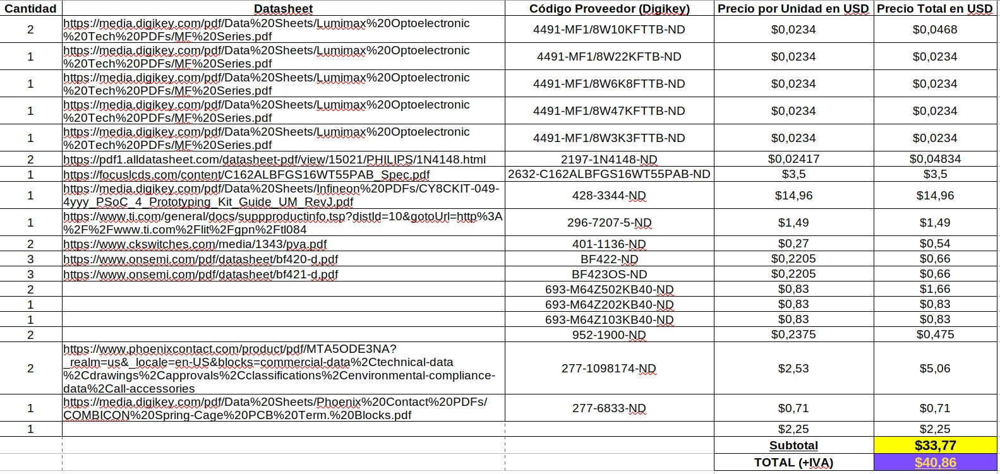 Cantidad Datasheet Código Proveedor (Digikey) Precio por Unidad en USD Precio Total en USD
2 https://media.digikey.com/pdf/Data%20Sheets/Lumimax%20Optoelectronic
%20Tech%20PDFs/MF%20Series.pdf 4491-MF1/8W10KFTTB-ND $0,0234 $0,0468
1 https://media.digikey.com/pdf/Data%20Sheets/Lumimax%20Optoelectronic
%20Tech%20PDFs/MF%20Series.pdf 4491-MF1/8W22KFTB-ND $0,0234 $0,0234
1 https://media.digikey.com/pdf/Data%20Sheets/Lumimax%20Optoelectronic
%20Tech%20PDFs/MF%20Series.pdf 4491-MF1/8W6K8FTTB-ND $0,0234 $0,0234
1 https://media.digikey.com/pdf/Data%20Sheets/Lumimax%20Optoelectronic
%20Tech%20PDFs/MF%20Series.pdf 4491-MF1/8W47KFTTB-ND $0,0234 $0,0234
1 https://media.digikey.com/pdf/Data%20Sheets/Lumimax%20Optoelectronic
%20Tech%20PDFs/MF%20Series.pdf 4491-MF1/8W3K3FTTB-ND $0,0234 $0,0234
2 https://pdf1.alldatasheet.com/datasheet-pdf/view/15021/PHILIPS/1N4148.html 2197-1N4148-ND $0,02417 $0,04834
1 https://focuslcds.com/content/C162ALBFGS16WT55PAB_Spec.pdf 2632-C162ALBFGS16WT55PAB-ND $3,5 $3,5
1 https://media.digikey.com/pdf/Data%20Sheets/Infineon%20PDFs/CY8CKIT-049-
4yyy_PSoC_4_Prototyping_Kit_Guide_UM_RevJ.pdf 428-3344-ND $14,96 $14,96
1 https://www.ti.com/general/docs/suppproductinfo.tsp?distId=10&gotoUrl=http%3A
%2F%2Fwww.ti.com%2Flit%2Fgpn%2Ftl084 296-7207-5-ND $1,49 $1,49
2 https://www.ckswitches.com/media/1343/pva.pdf 401-1136-ND $0,27 $0,54
3 https://www.onsemi.com/pdf/datasheet/bf420-d.pdf BF422-ND $0,2205 $0,66
3 https://www.onsemi.com/pdf/datasheet/bf421-d.pdf BF423OS-ND $0,2205 $0,66
2 693-M64Z502KB40-ND $0,83 $1,66
1 693-M64Z202KB40-ND $0,83 $0,83
1 693-M64Z103KB40-ND $0,83 $0,83
2 952-1900-ND $0,2375 $0,475
2 https://www.phoenixcontact.com/product/pdf/MTA5ODE3NA?
_realm=us&_locale=en-US&blocks=commercial-data%2Ctechnical-data
%2Cdrawings%2Capprovals%2Cclassifications%2Cenvironmental-compliance-
data%2Call-accessories 277-1098174-ND $2,53 $5,06
1 https://media.digikey.com/pdf/Data%20Sheets/Phoenix%20Contact%20PDFs/
COMBICON%20Spring-Cage%20PCB%20Term.%20Blocks.pdf 277-6833-ND $0,71 $0,71
1 $2,25 $2,25
Subtotal $33,77
TOTAL (+IVA) $40,86